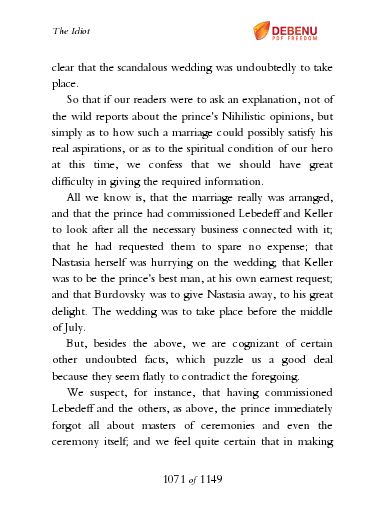 The Idiot
DEBENU
PDF FREEDOM
clear that the scandalous wedding was undoubtedly to take
place.
So that if our readers were to ask an explanation, not of
the wild reports about the prince's Nihilistic opinions, but
simply as to how such a marriage could possibly satisfy his
real aspirations, or as to the spiritual condition of our hero
at this time, we confess that we should have great
difficulty in giving the required information.
All we know is, that the marriage really was arranged,
and that the prince had commissioned Lebedeff and Keller
to look after all the necessary business connected with it;
that he had requested them to spare no expense; that
Nastasia herself was hurrying on the wedding; that Keller
was to be the prince's best man, at his own earnest request;
and that Burdovsky was to give Nastasia away, to his great
delight. The wedding was to take place before the middle
of July.
But, besides the above, we are cognizant of certain
other undoubted facts, which puzzle us a good deal
because they seem flatly to contradict the foregoing.
We suspect, for instance, that having commissioned
Lebedeff and the others, as above, the prince immediately
forgot all about masters of ceremonies and even the
ceremony itself; and we feel quite certain that in making
1071 of 1149